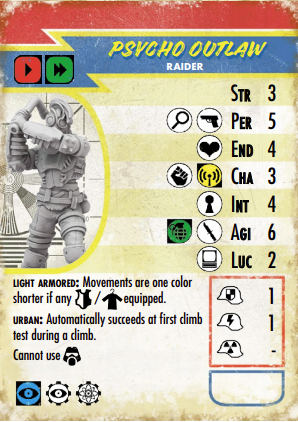 PSYCHO OUTLAW
RAIDER
STR 3
PER 5
END 4
CHA 3
INT 4
AGI 6
LUC 2
LIGHT ARMORED: Movements are one color
shorter if any / equipped.
URBAN: Automatically succeeds at first climb
test during a climb.
Cannot use
1
1
-